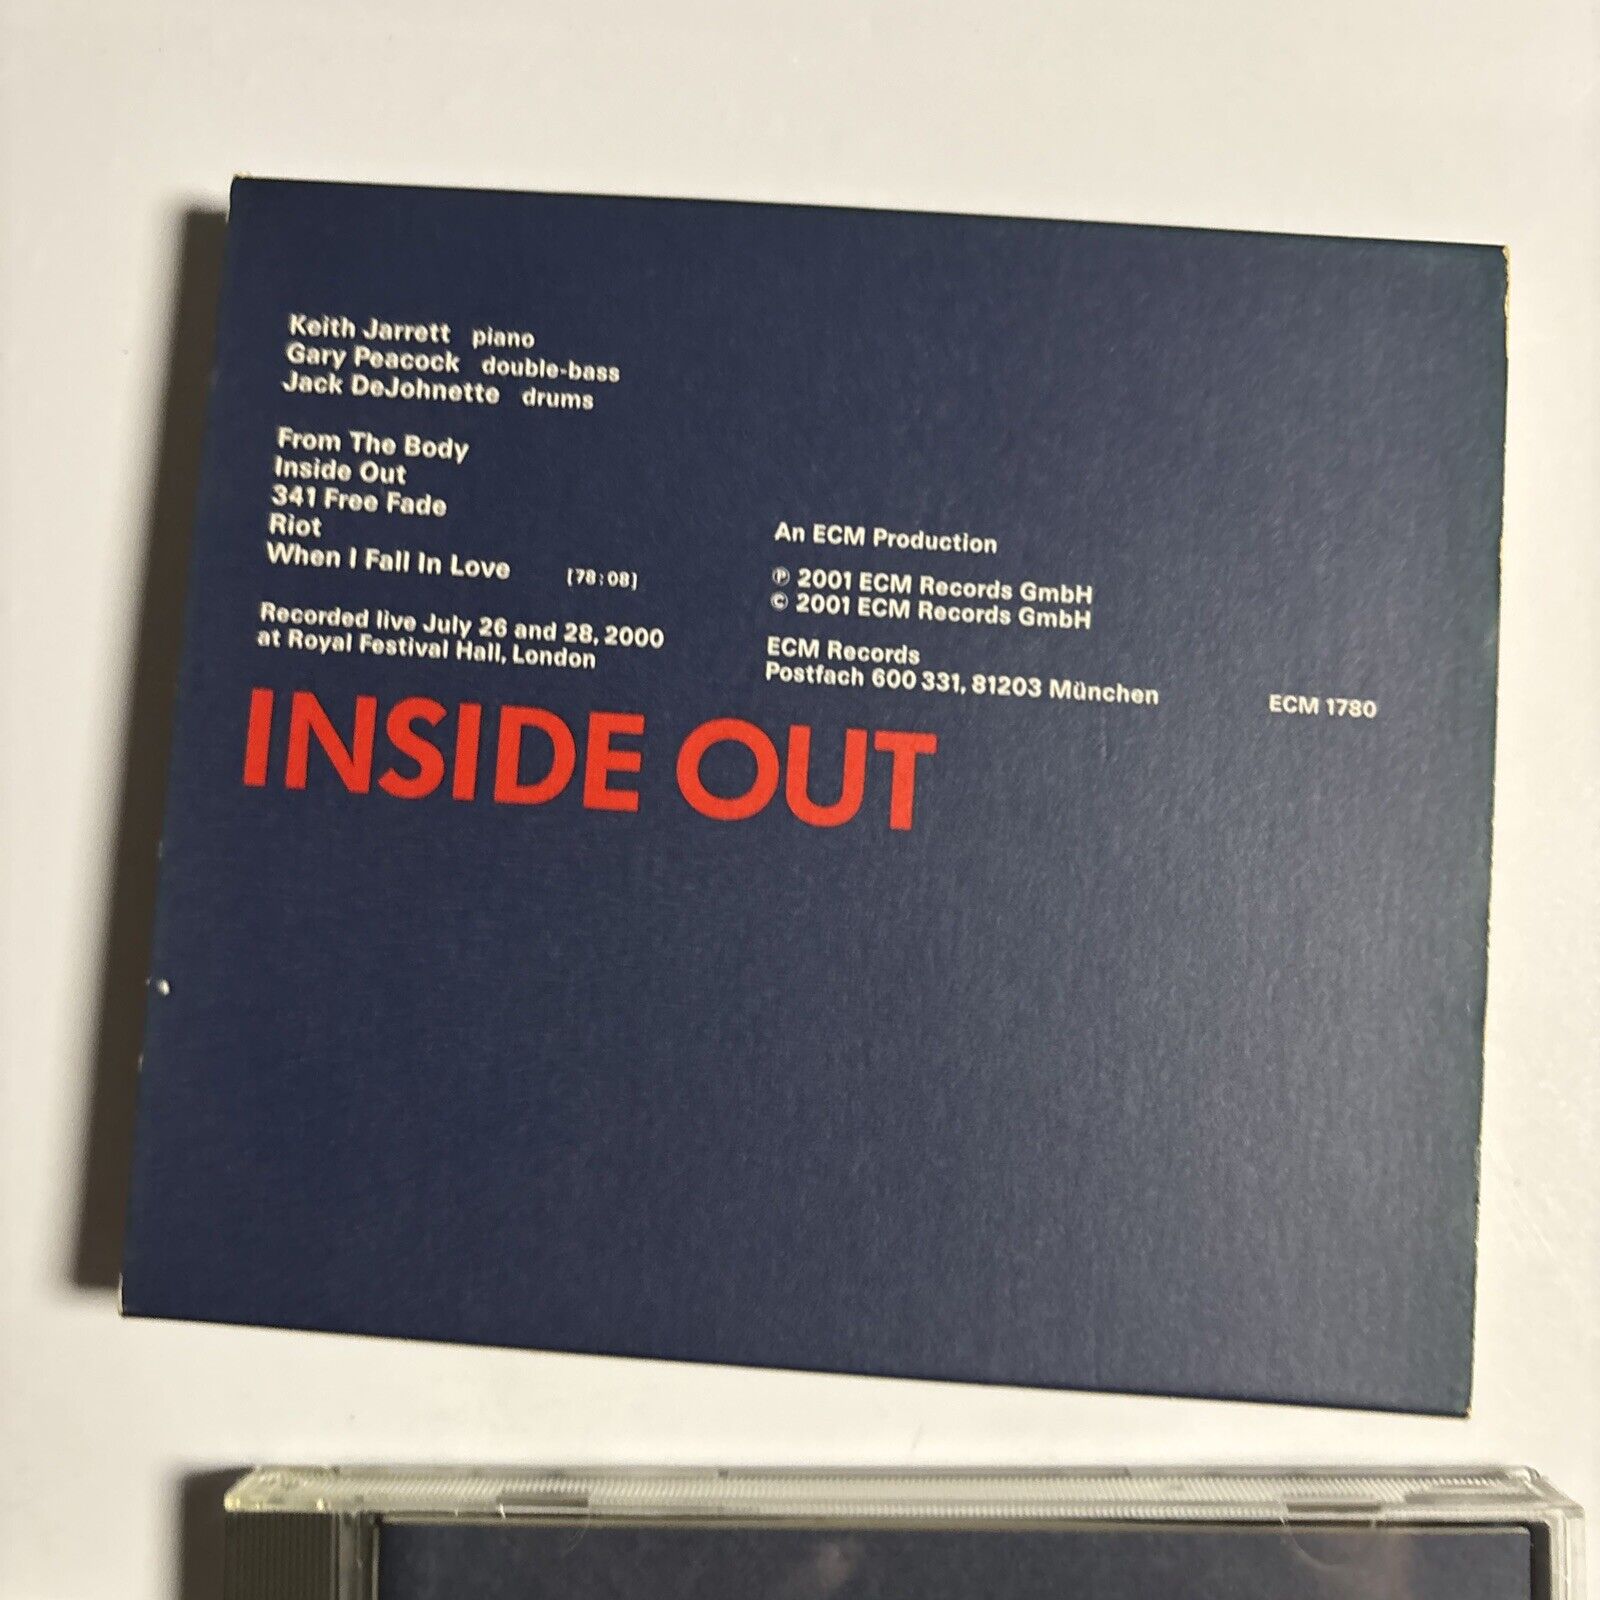 Keith Jarrett piano
Gary Peacock double-bass
Jack DeJohnette drums
From The Body
Inside Out
341 Free Fade
Riot
When I Fall In Love [78:08]
Recorded live July 26 and 28, 2000
at Royal Festival Hall, London
An ECM Production
℗ 2001 ECM Records GmbH
© 2001 ECM Records GmbH
ECM Records
Postfach 600 331, 81203 München
ECM 1780
INSIDE OUT